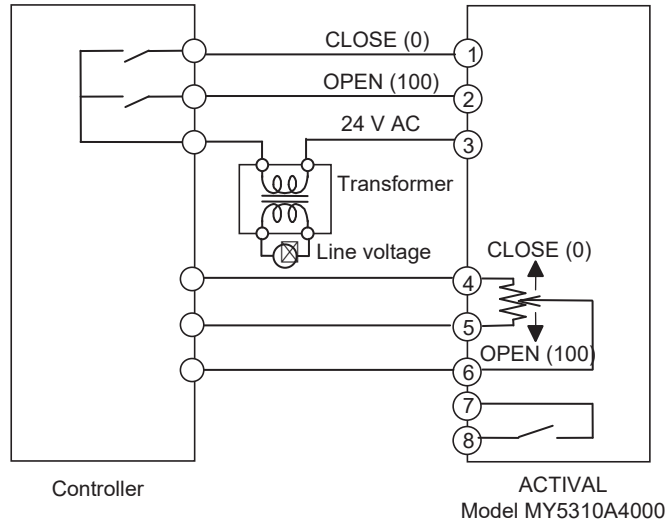 CLOSE (0)
1
OPEN (100)
2
24 V AC
3
Transformer
Line voltage
CLOSE (0)
4
5
OPEN (100)
6
7
8
Controller
ACTIVAL
Model MY5310A4000